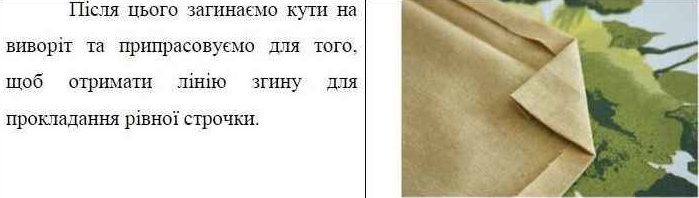 Після цього загинаємо кути на
виворіт та припрасовуємо для того,
щоб отримати лінію згину для
прокладання рівної строчки.